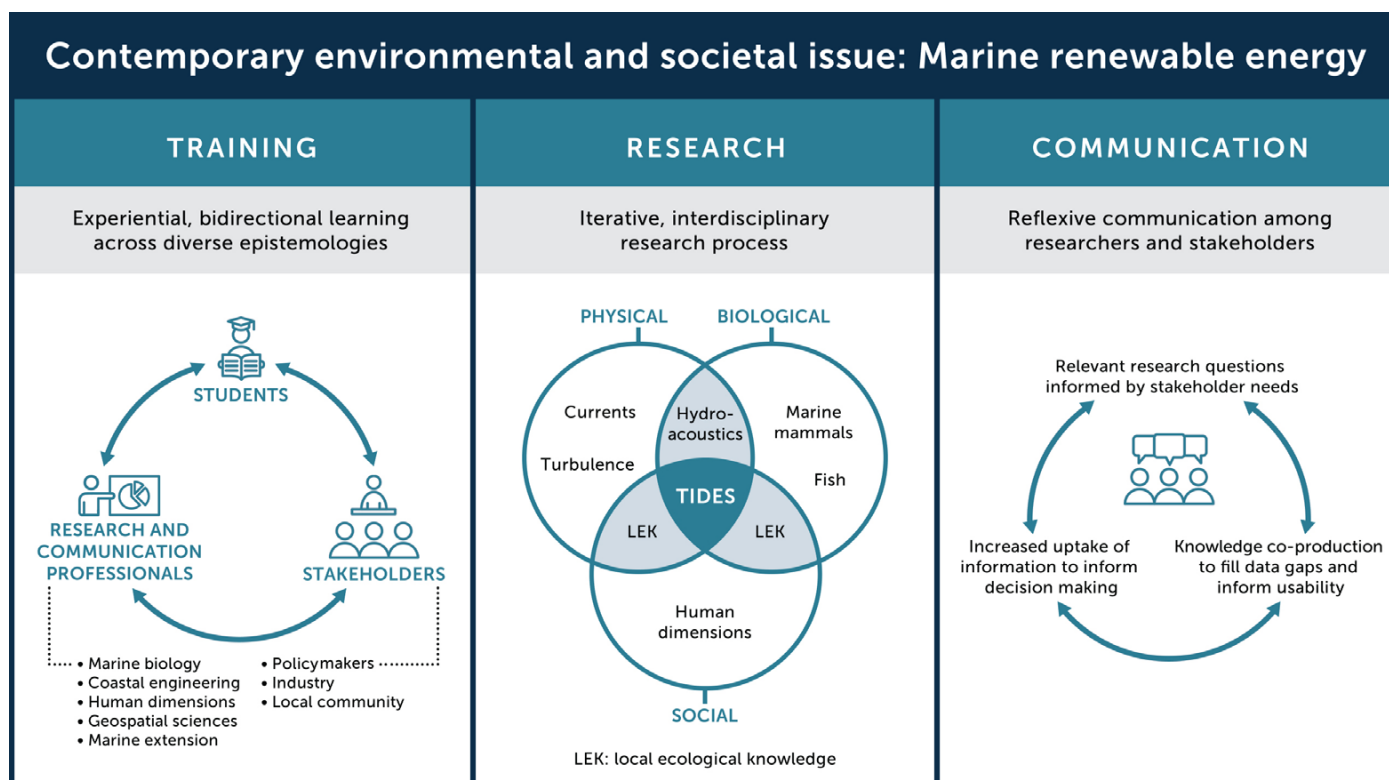 Contemporary environmental and societal issue: Marine renewable energy
TRAINING
Experiential, bidirectional learning
across diverse epistemologies
STUDENTS
RESEARCH AND
COMMUNICATION
PROFESSIONALS
STAKEHOLDERS
• Marine biology
• Coastal engineering
• Human dimensions
• Geospatial sciences
• Marine extension
• Policymakers
• Industry
• Local community
RESEARCH
Iterative, interdisciplinary
research process
PHYSICAL
BIOLOGICAL
Currents
Turbulence
Hydro-
acoustics
Marine
mammals
Fish
TIDES
LEK
LEK
Human
dimensions
SOCIAL
LEK: local ecological knowledge
COMMUNICATION
Reflexive communication among
researchers and stakeholders
Relevant research questions
informed by stakeholder needs
Increased uptake of
information to inform
decision making
Knowledge co-production
to fill data gaps and
inform usability